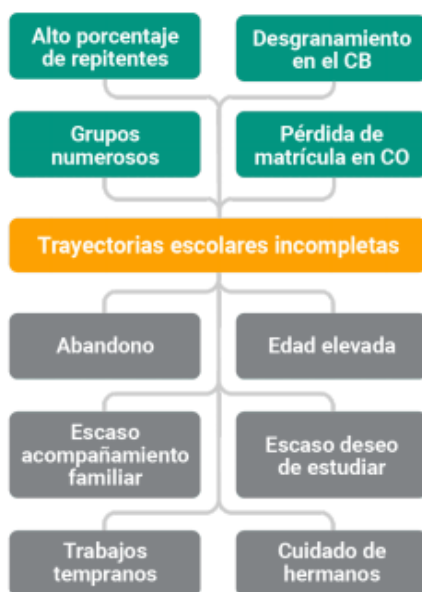 Alto porcentaje
de repitentes
Desgranamiento
en el CB
Grupos
numerosos
Pérdida de
matrícula en CO
Trayectorias escolares incompletas
Abandono
Edad elevada
Escaso
acompañamiento
familiar
Escaso deseo
de estudiar
Trabajos
tempranos
Cuidado de
hermanos